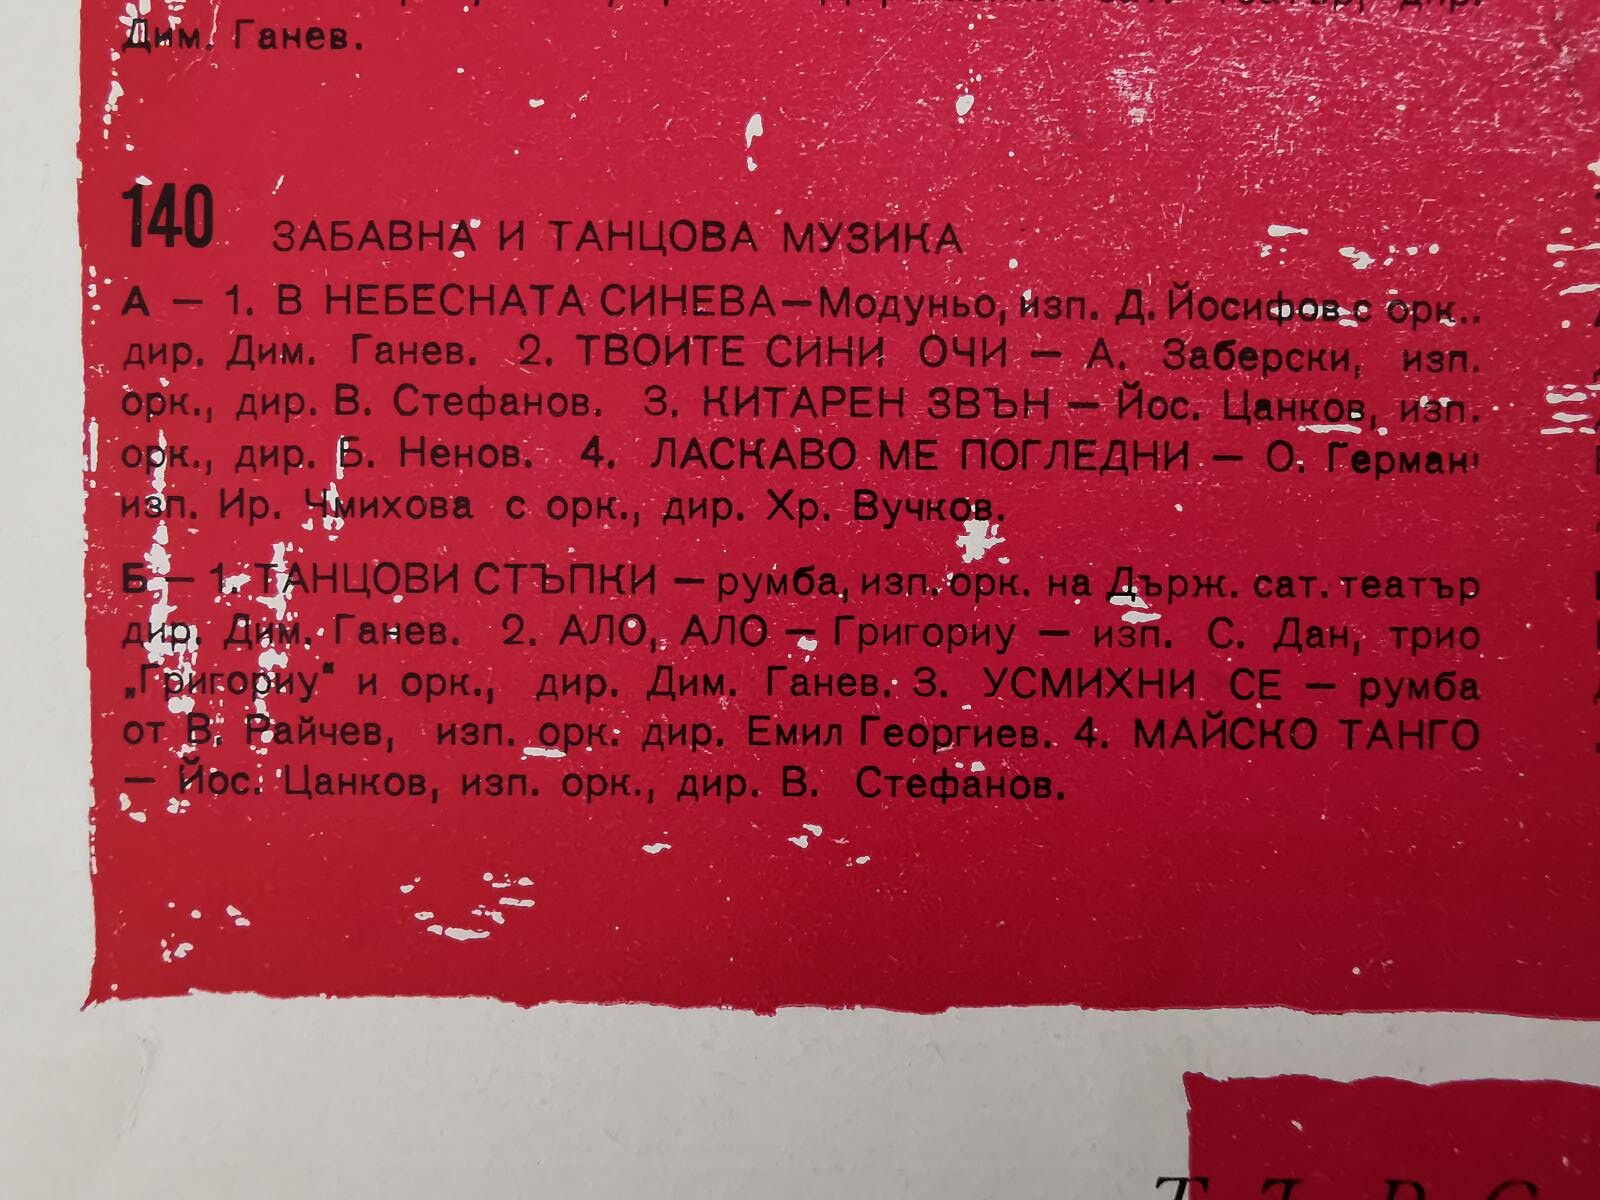 Дим. Ганев.
140 ЗАБАВНА И ТАНЦОВА МУЗИКА
А — 1. В НЕБЕСНАТА СИНЕВА—Модуньо, изп. Д. Йосифов с орк..
дир. Дим. Ганев. 2. ТВОИТЕ СИНИ ОЧИ — А. Заберски, изп.
орк., дир. В. Стефанов. 3. КИТАРЕН ЗВЪН — Йос. Цанков, изп.
орк., дир. Б. Ненов. 4. ЛАСКАВО МЕ ПОГЛЕДНИ — О. Герман'
изп. Ир. Чмихова с орк., дир. Хр. Вучков.
Б — 1. ТАНЦОВИ СТЪПКИ — румба, изп. орк. на Държ. сат. театър
дир. Дим. Ганев. 2. АЛО, АЛО — Григориу — изп. С. Дан, трио
„Григориу“ и орк., дир. Дим. Ганев. 3. УСМИХНИ СЕ — румба
от В. Райчев, изп. орк. дир. Емил Георгиев. 4. МАЙСКО ТАНГО
— Йос. Цанков, изп. орк., дир. В. Стефанов.